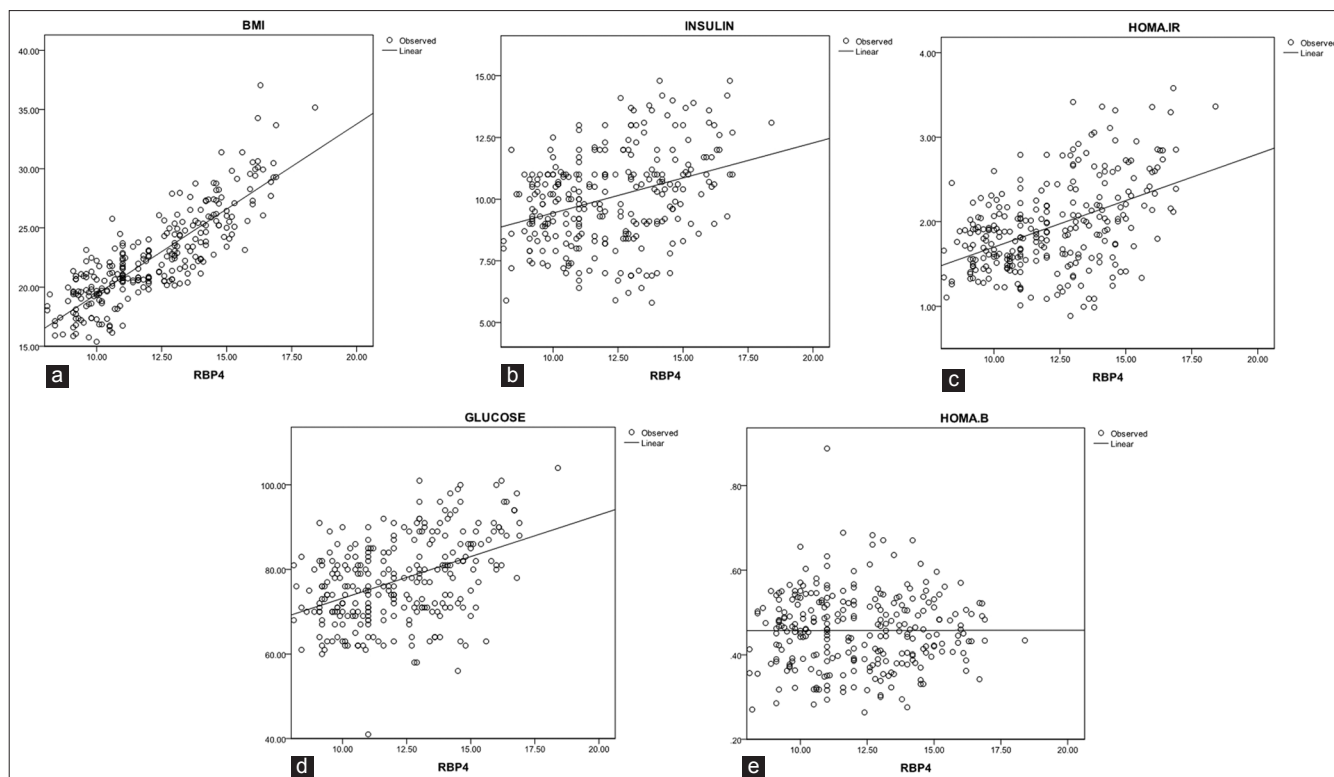 BMI
Observed
Linear
40.00
35.00
30.00
25.00
20.00
15.00
10.00 12.50 15.00 17.50 20.00
RBP4
a
INSULIN
Observed
Linear
15.00
12.50
10.00
7.50
5.00
10.00 12.50 15.00 17.50 20.00
RBP4
b
HOMA.IR
Observed
Linear
4.00
3.00
2.00
1.00
10.00 12.50 15.00 17.50 20.00
RBP4
c
GLUCOSE
Observed
Linear
100.00
80.00
60.00
40.00
10.00 12.50 15.00 17.50 20.00
RBP4
d
HOMA.B
Observed
Linear
.80
.60
.40
.20
10.00 12.50 15.00 17.50 20.00
RBP4
e